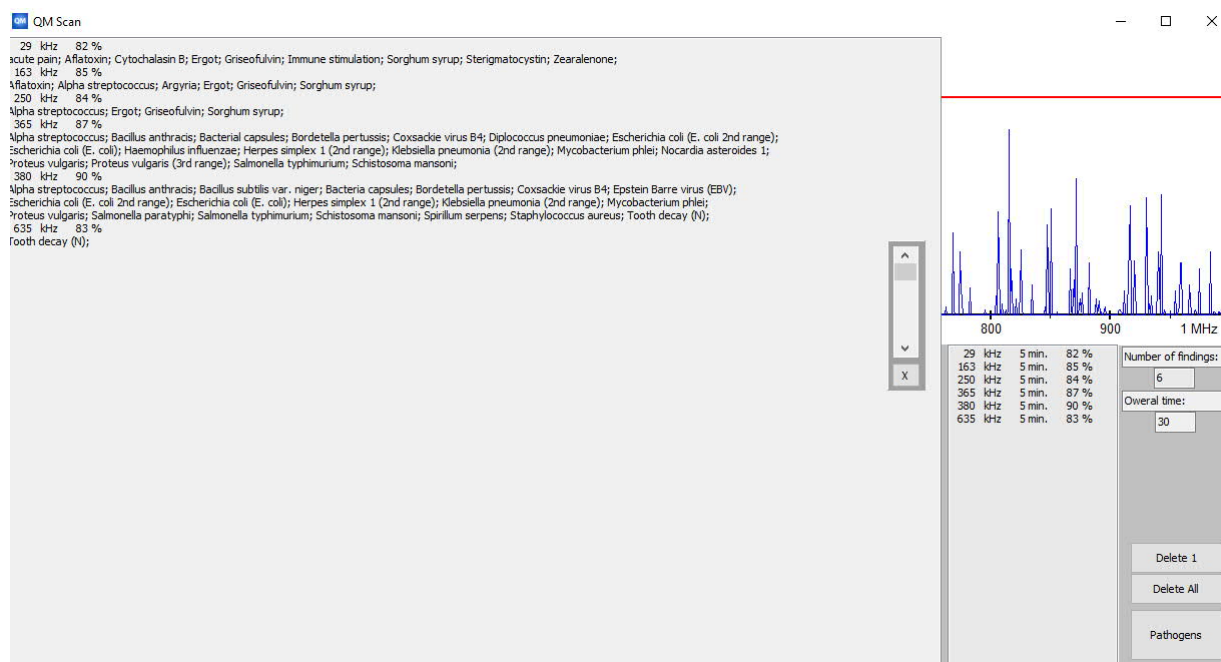 QM QM Scan
29 kHz 82 %
acute pain; Aflatoxin; Cytochalasin B; Ergot; Griseofulvin; Immune stimulation; Sorghum syrup; Sterigmatocystin; Zearalenone;
163 kHz 85 %
Aflatoxin; Alpha streptococcus; Argyria; Ergot; Griseofulvin; Sorghum syrup;
250 kHz 84 %
Alpha streptococcus; Ergot; Griseofulvin; Sorghum syrup;
365 kHz 87 %
Alpha streptococcus; Bacillus anthracis; Bacterial capsules; Bordetella pertussis; Coxsackie virus B4; Diplococcus pneumoniae; Escherichia coli (E. coli 2nd range);
Escherichia coli (E. coli); Haemophilus influenzae; Herpes simplex 1 (2nd range); Klebsiella pneumonia (2nd range); Mycobacterium phlei; Nocardia asteroides 1;
Proteus vulgaris; Proteus vulgaris (3rd range); Salmonella typhimurium; Schistosoma mansoni;
380 kHz 90 %
Alpha streptococcus; Bacillus anthracis; Bacillus subtilis var. niger; Bacteria capsules; Bordetella pertussis; Coxsackie virus B4; Epstein Barre virus (EBV);
Escherichia coli (E. coli 2nd range); Escherichia coli (E. coli); Herpes simplex 1 (2nd range); Klebsiella pneumonia (2nd range); Mycobacterium phlei;
Proteus vulgaris; Salmonella paratyphi; Salmonella typhimurium; Schistosoma mansoni; Spirillum serpens; Staphylococcus aureus; Tooth decay (N);
635 kHz 83 %
Tooth decay (N);
X
800 900 1 MHz
29 kHz 5 min. 82 %
163 kHz 5 min. 85 %
250 kHz 5 min. 84 %
365 kHz 5 min. 87 %
380 kHz 5 min. 90 %
635 kHz 5 min. 83 %
Number of findings:
6
Oweral time:
30
Delete 1
Delete All
Pathogens